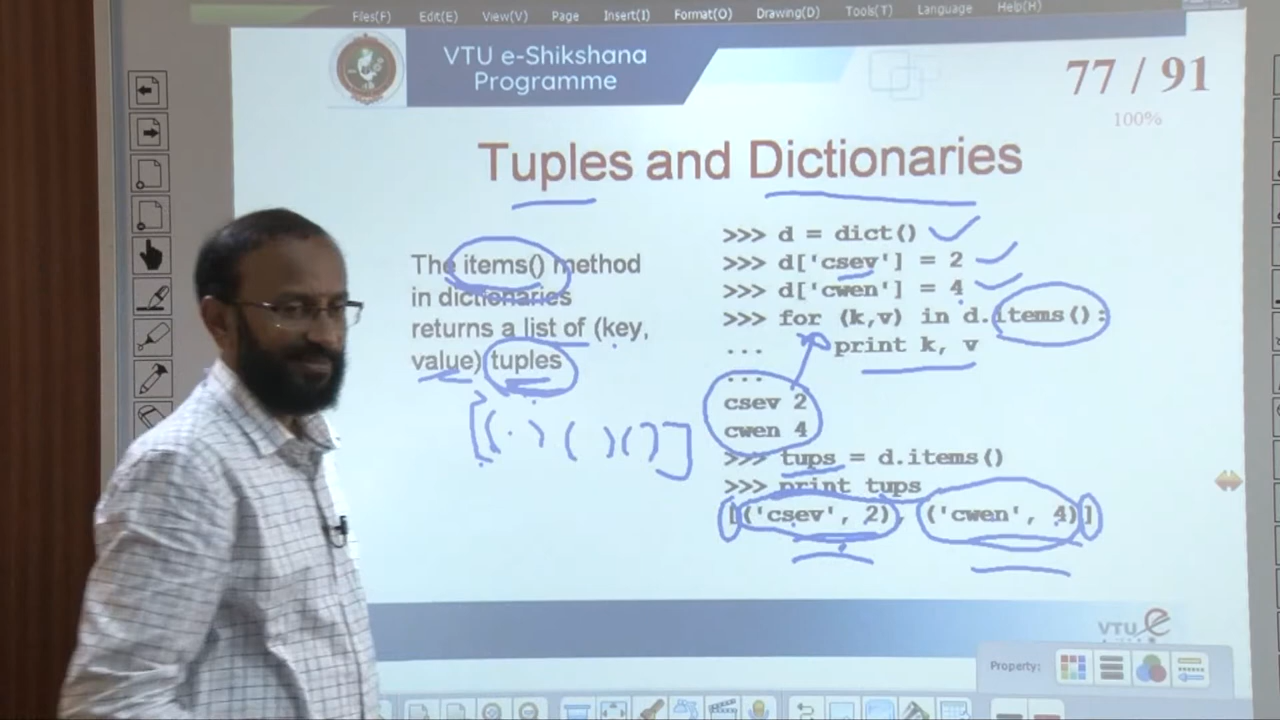 Files(F) Edit(E) View(V) Page Insert(I) Format(O) Drawing(D) Tools(T) Language Help(H)
VTU e-Shikshana
Programme
77 / 91
100%
Tuples and Dictionaries
The items() method
in dictionaries
returns a list of (key,
value) tuples
[(.) ( )()]
>>> d = dict()
>>> d['csev'] = 2
>>> d['cwen'] = 4
>>> for (k,v) in d.items():
... print k, v
...
csev 2
cwen 4
>>> tups = d.items()
>>> print tups
[('csev', 2), ('cwen', 4)]
VTU e
Property: